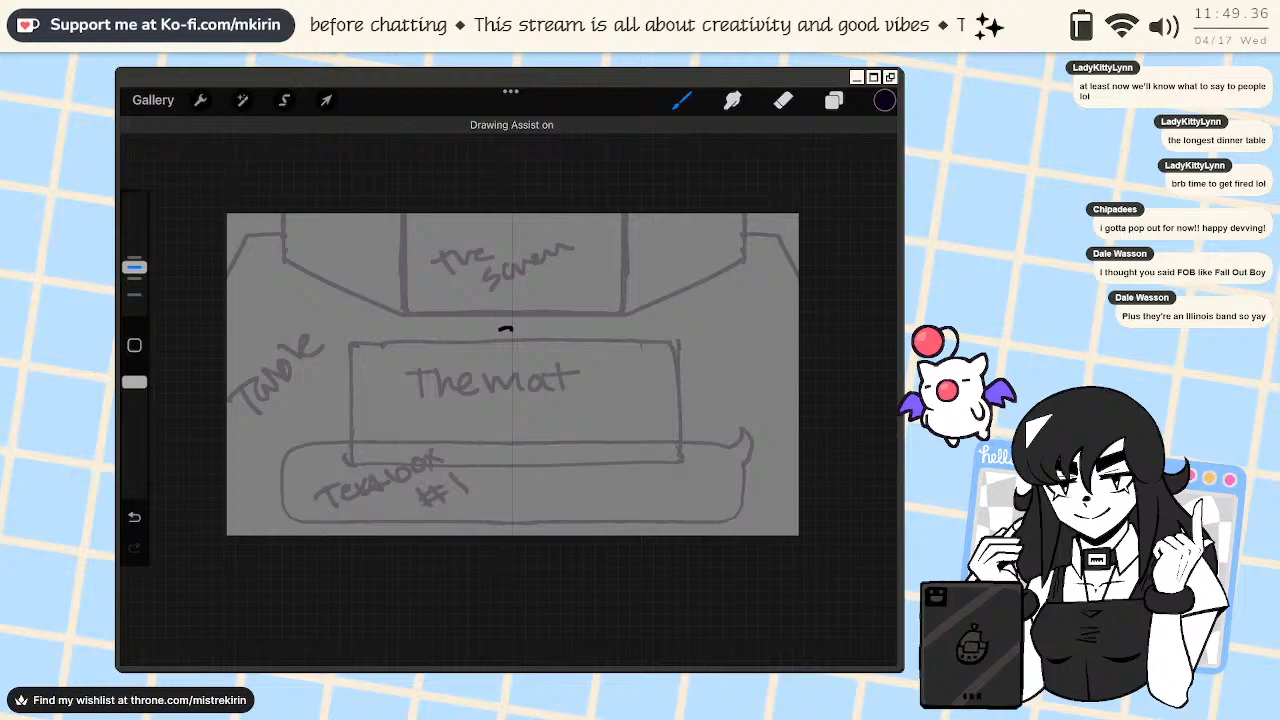 Support me at Ko-fi.com/mkirin
before chatting ◆ This stream is all about creativity and good vibes ◆ T
11:49.36
04/17 Wed
Gallery
Drawing Assist on
the
screen
Table
The mat
Textbox
#1
LadyKittyLynn
at least now we'll know what to say to people
lol
LadyKittyLynn
the longest dinner table
LadyKittyLynn
brb time to get fired lol
Chipadees
i gotta pop out for now!! happy devving!
Dale Wasson
I thought you said FOB like Fall Out Boy
Dale Wasson
Plus they're an Illinois band so yay
hello
Find my wishlist at throne.com/mistrekirin